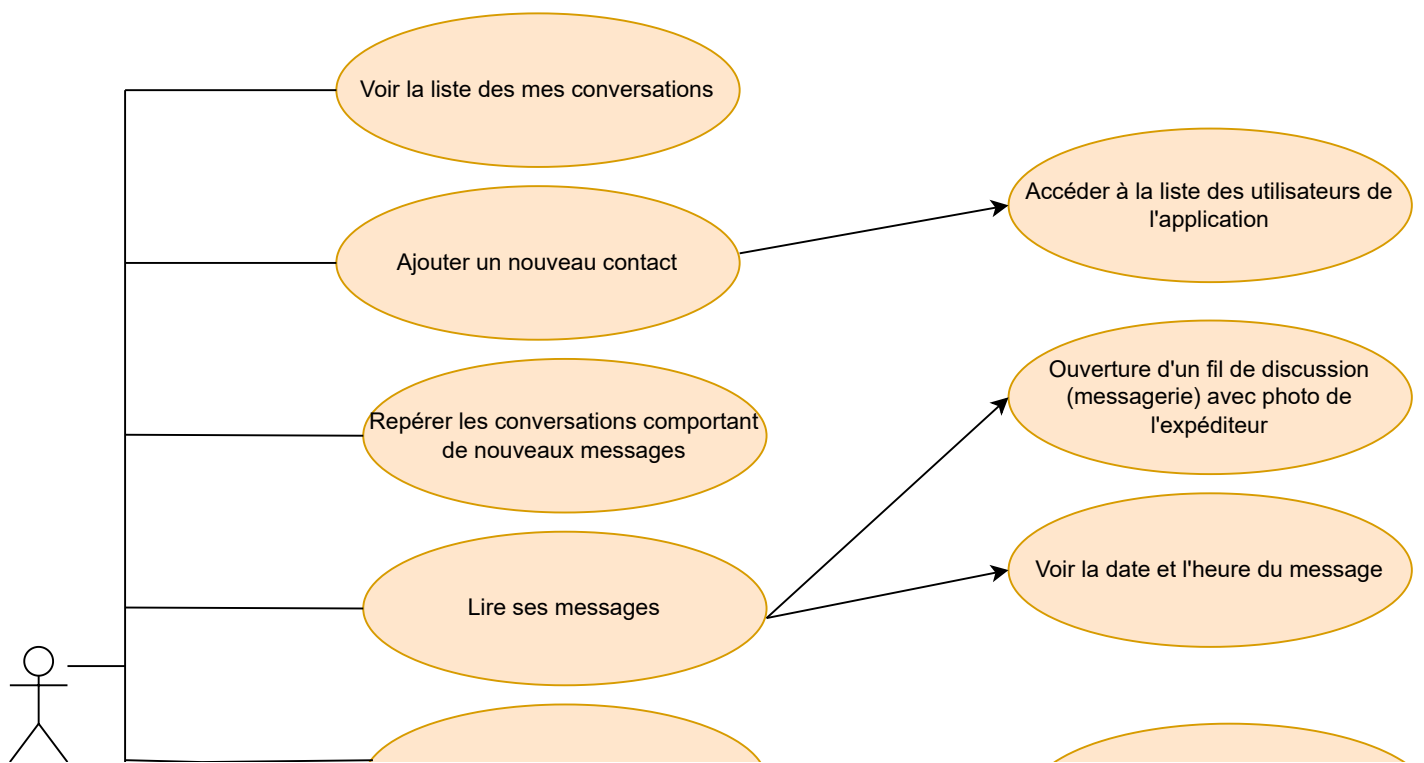 Voir la liste des mes conversations
Ajouter un nouveau contact
Accéder à la liste des utilisateurs de
l'application
Repérer les conversations comportant
de nouveaux messages
Ouverture d'un fil de discussion
(messagerie) avec photo de
l'expéditeur
Lire ses messages
Voir la date et l'heure du message